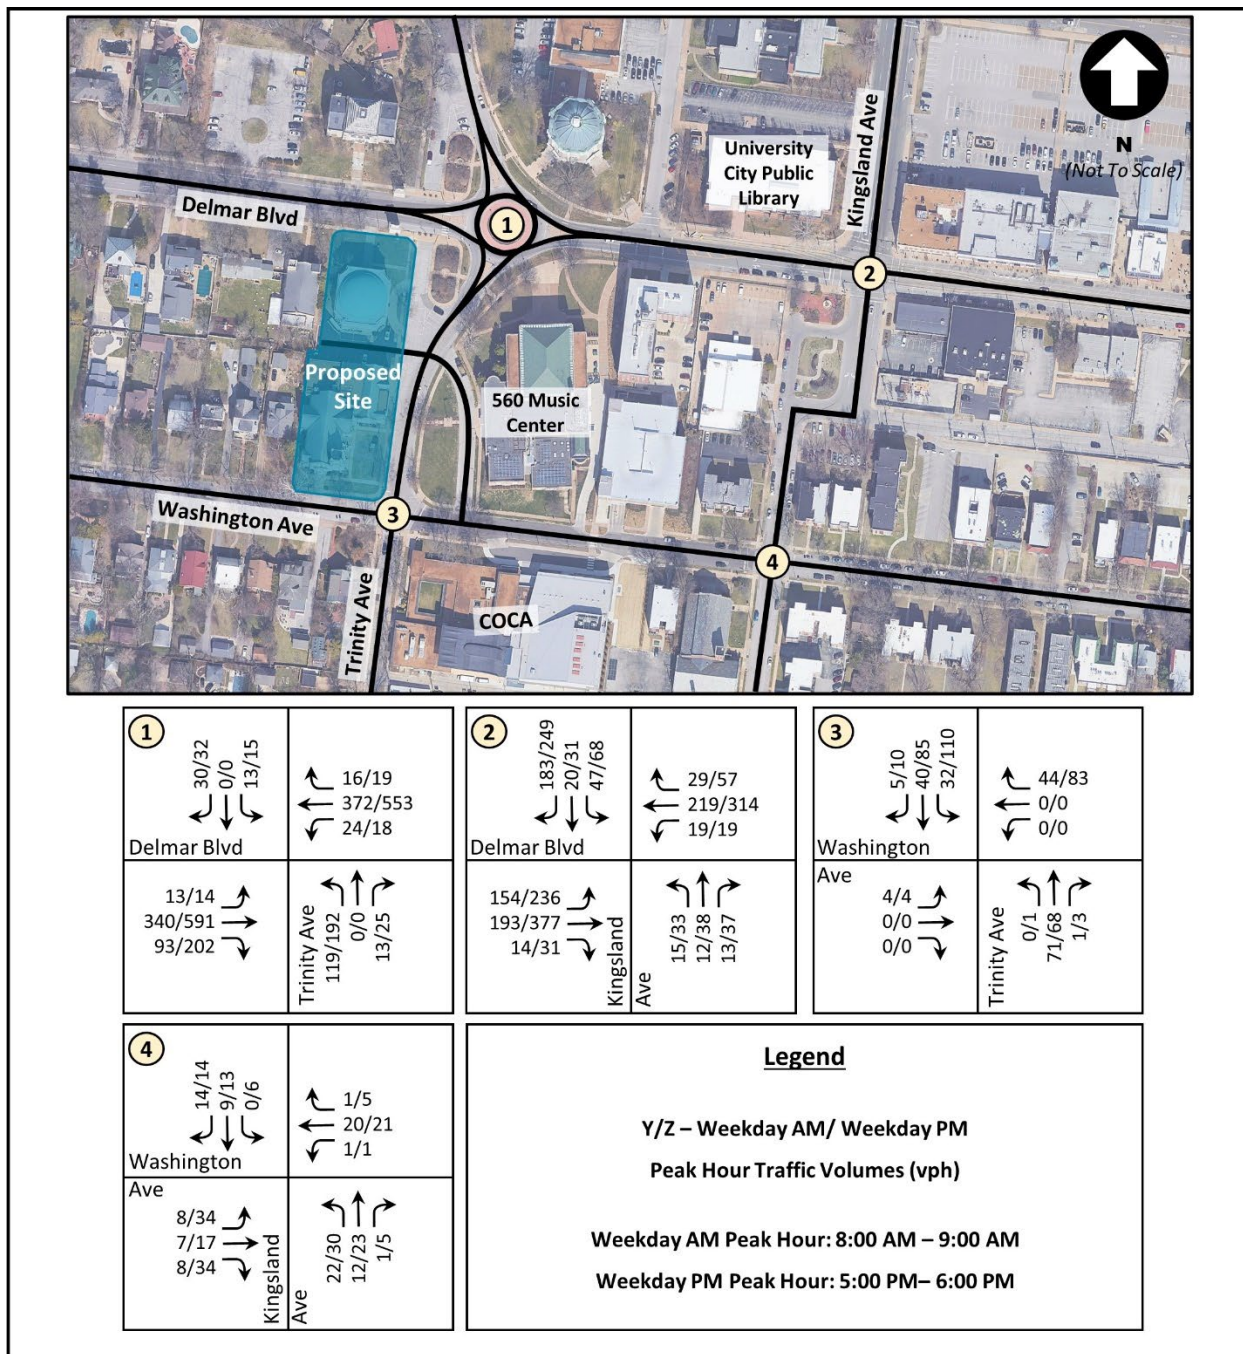 N
(Not To Scale)
Kingsland Ave
University
City Public
Library
Delmar Blvd
1
2
Proposed
Site
560 Music
Center
Washington Ave
3
4
Trinity Ave
COCA
1
30/32
0/0
13/15
16/19
372/553
24/18
Delmar Blvd
13/14
340/591
93/202
Trinity Ave
119/192
0/0
13/25
2
183/249
20/31
47/68
29/57
219/314
19/19
Delmar Blvd
154/236
193/377
14/31
Kingsland
Ave
15/33
12/38
13/37
3
5/10
40/85
32/110
44/83
0/0
0/0
Washington
Ave
4/4
0/0
0/0
Trinity Ave
0/1
71/68
1/3
4
14/14
9/13
0/6
1/5
20/21
1/1
Washington
Ave
8/34
7/17
8/34
Kingsland
Ave
22/30
12/23
1/5
Legend
Y/Z – Weekday AM/ Weekday PM
Peak Hour Traffic Volumes (vph)
Weekday AM Peak Hour: 8:00 AM – 9:00 AM
Weekday PM Peak Hour: 5:00 PM– 6:00 PM